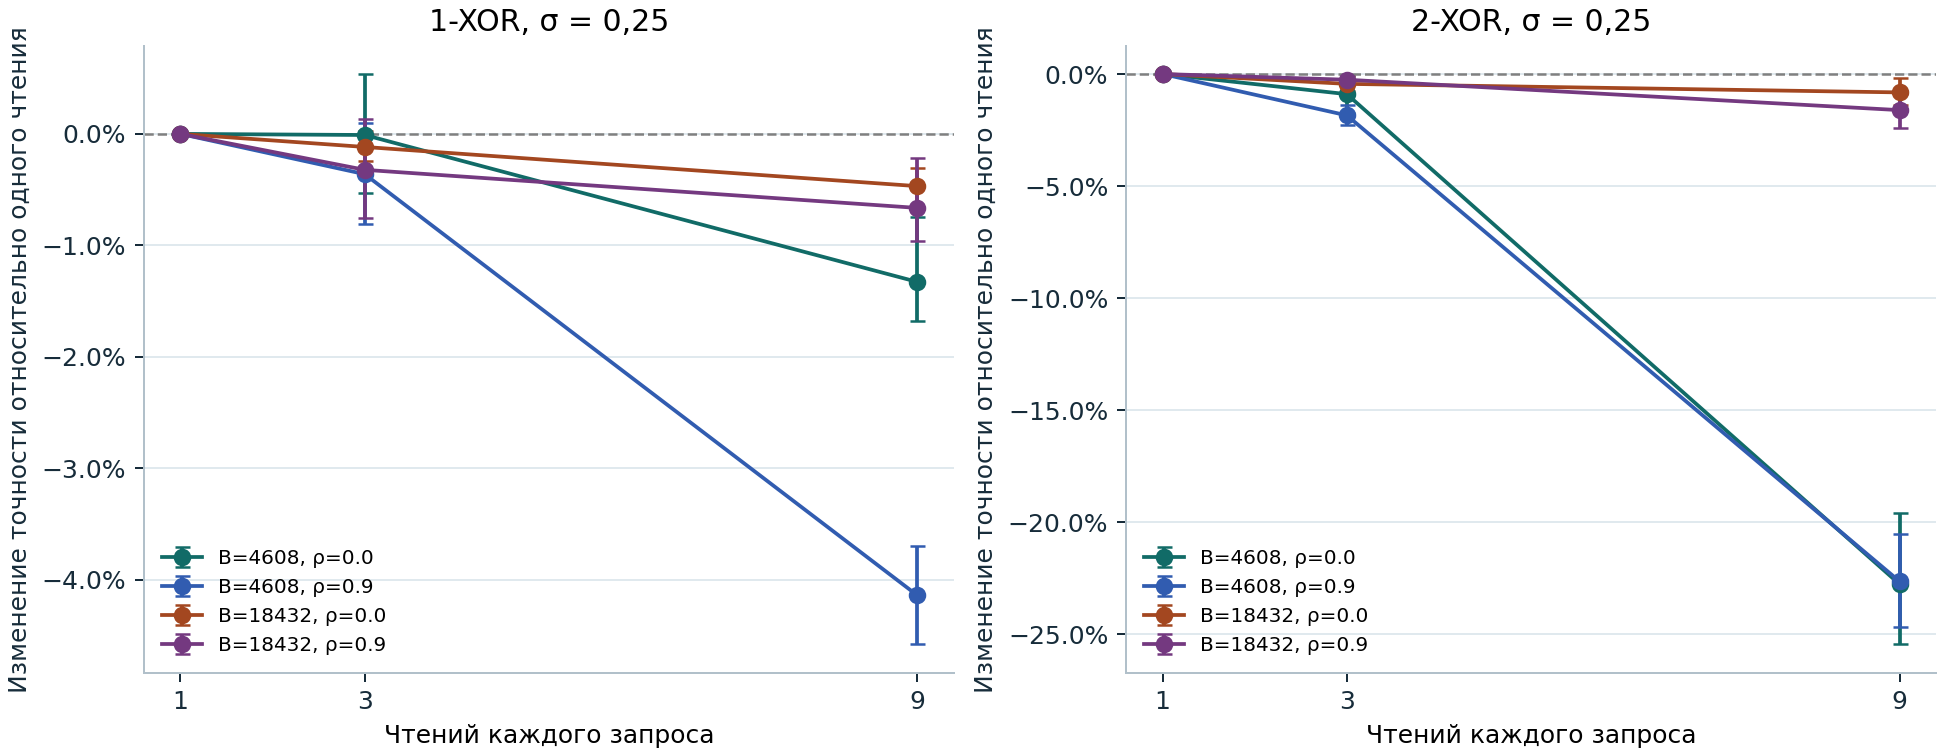 1-XOR, σ = 0,25
Изменение точности относительно одного чтения
0.0%
−1.0%
−2.0%
−3.0%
−4.0%
B=4608, ρ=0.0
B=4608, ρ=0.9
B=18432, ρ=0.0
B=18432, ρ=0.9
1
3
9
Чтений каждого запроса
2-XOR, σ = 0,25
Изменение точности относительно одного чтения
0.0%
−5.0%
−10.0%
−15.0%
−20.0%
−25.0%
B=4608, ρ=0.0
B=4608, ρ=0.9
B=18432, ρ=0.0
B=18432, ρ=0.9
1
3
9
Чтений каждого запроса